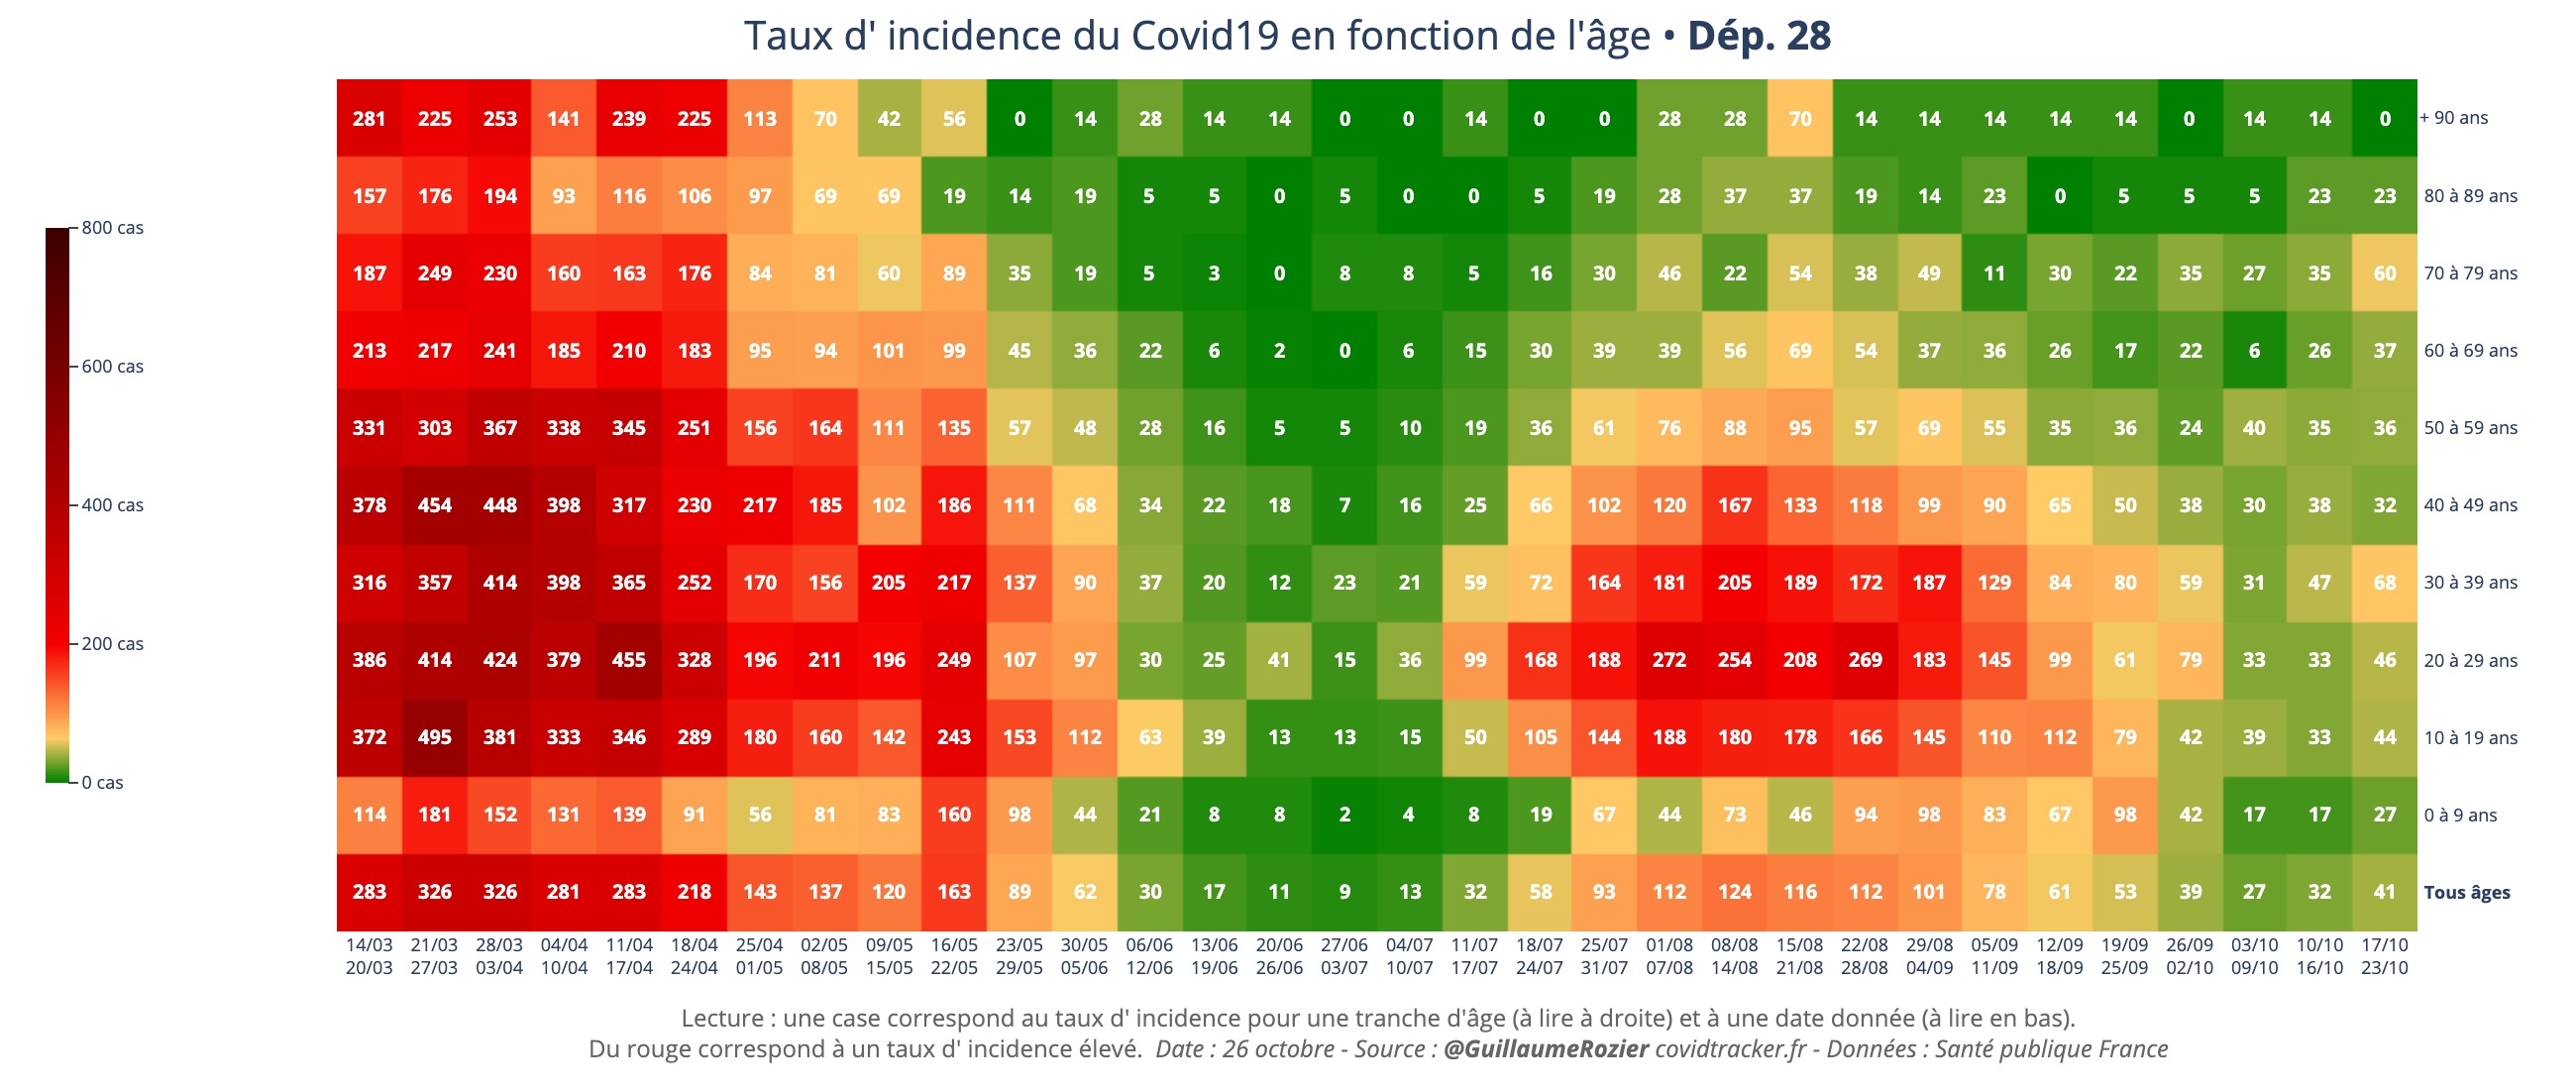 Taux d' incidence du Covid19 en fonction de l'âge • Dép. 28
281 225 253 141 239 225 113 70 42 56 0 14 28 14 14 0 0 14 0 0 28 28 70 14 14 14 14 14 0 14 14 0 + 90 ans
157 176 194 93 116 106 97 69 69 19 14 19 5 5 0 5 0 0 5 19 28 37 37 19 14 23 0 5 5 5 23 23 80 à 89 ans
800 cas
187 249 230 160 163 176 84 81 60 89 35 19 5 3 0 8 8 5 16 30 46 22 54 38 49 11 30 22 35 27 35 60 70 à 79 ans
213 217 241 185 210 183 95 94 101 99 45 36 22 6 2 0 6 15 30 39 39 56 69 54 37 36 26 17 22 6 26 37 60 à 69 ans
600 cas
331 303 367 338 345 251 156 164 111 135 57 48 28 16 5 5 10 19 36 61 76 88 95 57 69 55 35 36 24 40 35 36 50 à 59 ans
400 cas
378 454 448 398 317 230 217 185 102 186 111 68 34 22 18 7 16 25 66 102 120 167 133 118 99 90 65 50 38 30 38 32 40 à 49 ans
316 357 414 398 365 252 170 156 205 217 137 90 37 20 12 23 21 59 72 164 181 205 189 172 187 129 84 80 59 31 47 68 30 à 39 ans
200 cas
386 414 424 379 455 328 196 211 196 249 107 97 30 25 41 15 36 99 168 188 272 254 208 269 183 145 99 61 79 33 33 46 20 à 29 ans
372 495 381 333 346 289 180 160 142 243 153 112 63 39 13 13 15 50 105 144 188 180 178 166 145 110 112 79 42 39 33 44 10 à 19 ans
0 cas
114 181 152 131 139 91 56 81 83 160 98 44 21 8 8 2 4 8 19 67 44 73 46 94 98 83 67 98 42 17 17 27 0 à 9 ans
283 326 326 281 283 218 143 137 120 163 89 62 30 17 11 9 13 32 58 93 112 124 116 112 101 78 61 53 39 27 32 41 Tous âges
14/03 21/03 28/03 04/04 11/04 18/04 25/04 02/05 09/05 16/05 23/05 30/05 06/06 13/06 20/06 27/06 04/07 11/07 18/07 25/07 01/08 08/08 15/08 22/08 29/08 05/09 12/09 19/09 26/09 03/10 10/10 17/10
20/03 27/03 03/04 10/04 17/04 24/04 01/05 08/05 15/05 22/05 29/05 05/06 12/06 19/06 26/06 03/07 10/07 17/07 24/07 31/07 07/08 14/08 21/08 28/08 04/09 11/09 18/09 25/09 02/10 09/10 16/10 23/10
Lecture : une case correspond au taux d' incidence pour une tranche d'âge (à lire à droite) et à une date donnée (à lire en bas).
Du rouge correspond à un taux d' incidence élevé. Date : 26 octobre - Source : @GuillaumeRozier covidtracker.fr - Données : Santé publique France